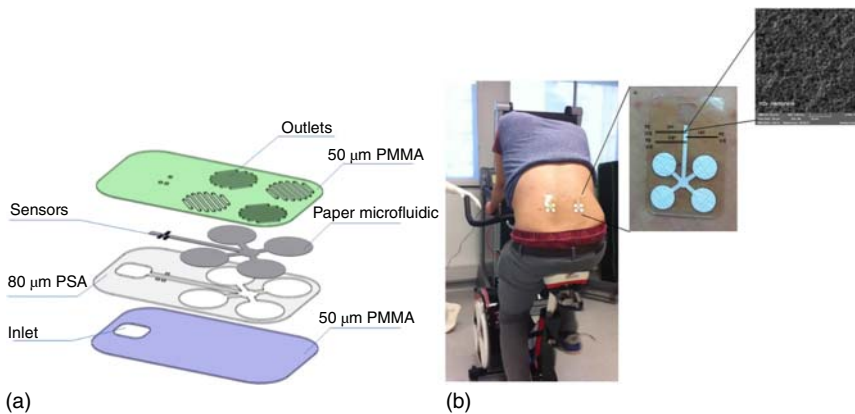 Outlets
50 µm PMMA
Sensors
Paper microfluidic
80 µm PSA
50 µm PMMA
Inlet
(a)
(b)